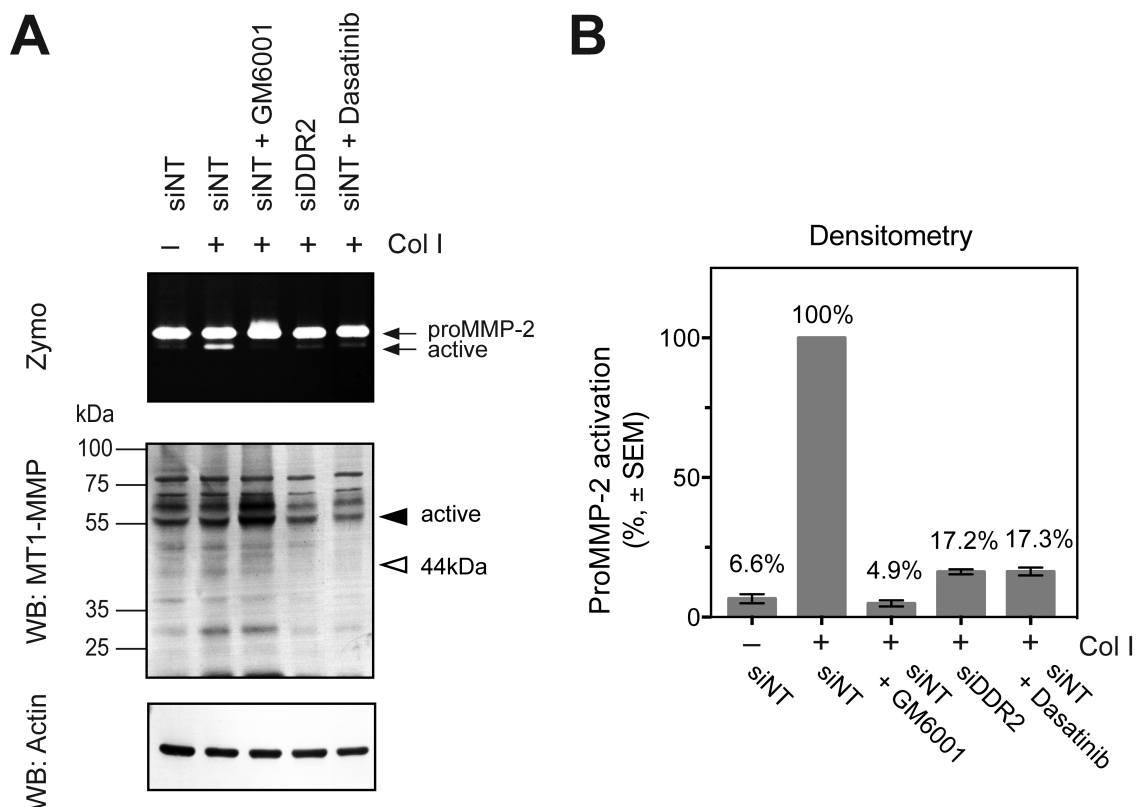 A
siNT
siNT
siNT + GM6001
siDDR2
siNT + Dasatinib
– + + + + Col I
Zymo
proMMP-2
active
kDa
100
75
55
35
25
WB: MT1-MMP
active
44kDa
WB: Actin
B
Densitometry
ProMMP-2 activation
(%, ± SEM)
100
50
0
6.6%
100%
4.9%
17.2%
17.3%
– + + + + Col I
siNT
siNT
siNT
+ GM6001
siDDR2
siNT
+ Dasatinib